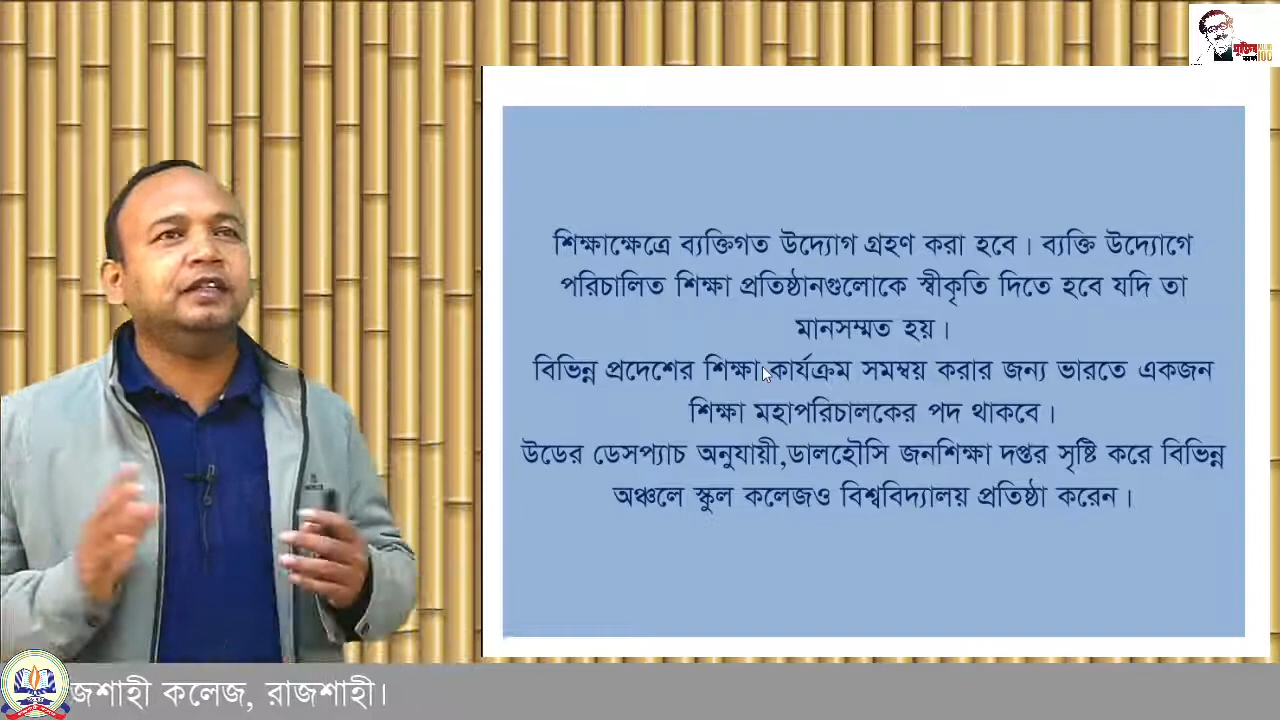 শিক্ষাক্ষেত্রে ব্যক্তিগত উদ্যোগ গ্রহণ করা হবে। ব্যক্তি উদ্যোগে
পরিচালিত শিক্ষা প্রতিষ্ঠানগুলোকে স্বীকৃতি দিতে হবে যদি তা
মানসম্মত হয়।
বিভিন্ন প্রদেশের শিক্ষা কার্যক্রম সমম্বয় করার জন্য ভারতে একজন
শিক্ষা মহাপরিচালকের পদ থাকবে।
উডের ডেসপ্যাচ অনুযায়ী,ডালহৌসি জনশিক্ষা দপ্তর সৃষ্টি করে বিভিন্ন
অঞ্চলে স্কুল কলেজও বিশ্ববিদ্যালয় প্রতিষ্ঠা করেন।
জশাহী কলেজ, রাজশাহী।